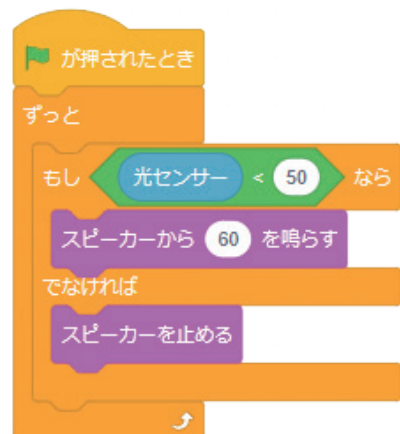 が押されたとき
ずっと
もし 光センサー < 50 なら
スピーカーから 60 を鳴らす
でなければ
スピーカーを止める